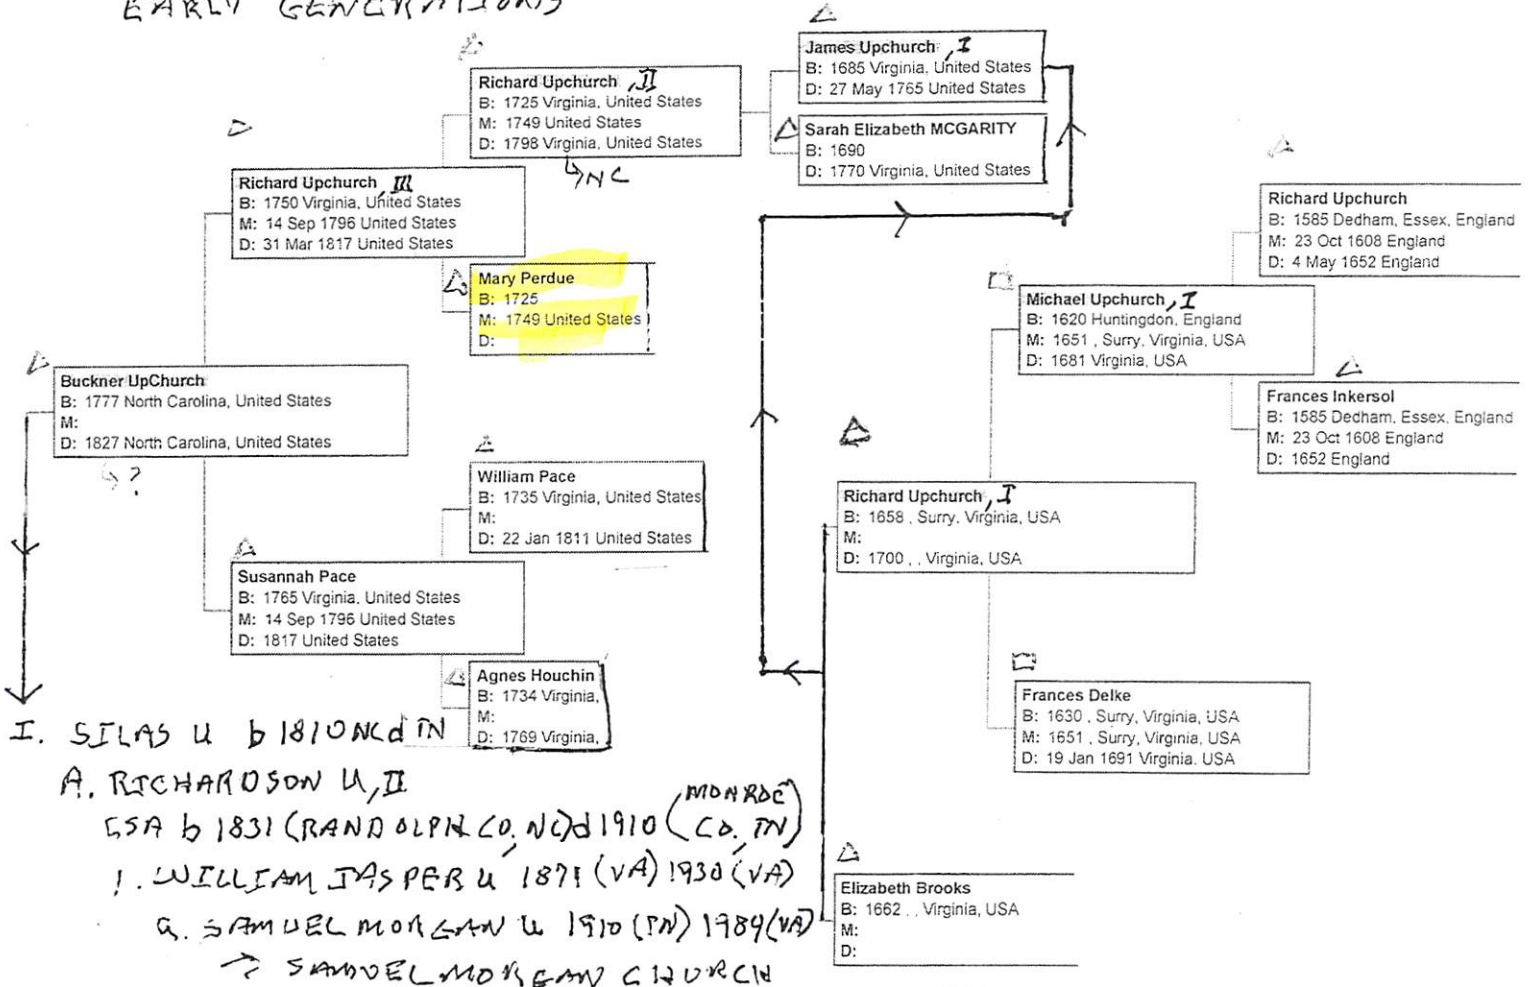 EARLY GENERATIONS
James Upchurch, I
B: 1685 Virginia, United States
D: 27 May 1765 United States
Sarah Elizabeth MCGARITY
B: 1690
D: 1770 Virginia, United States
Richard Upchurch, II
B: 1725 Virginia, United States
M: 1749 United States
D: 1798 Virginia, United States
NC
Richard Upchurch, III
B: 1750 Virginia, United States
M: 14 Sep 1796 United States
D: 31 Mar 1817 United States
Mary Perdue
B: 1725
M: 1749 United States
D:
Buckner UpChurch
B: 1777 North Carolina, United States
M:
D: 1827 North Carolina, United States
?
William Pace
B: 1735 Virginia, United States
M:
D: 22 Jan 1811 United States
Susannah Pace
B: 1765 Virginia, United States
M: 14 Sep 1796 United States
D: 1817 United States
Agnes Houchin
B: 1734 Virginia,
M:
D: 1769 Virginia,
Richard Upchurch
B: 1585 Dedham, Essex, England
M: 23 Oct 1608 England
D: 4 May 1652 England
Michael Upchurch, I
B: 1620 Huntingdon, England
M: 1651 , Surry, Virginia, USA
D: 1681 Virginia, USA
Frances Inkersol
B: 1585 Dedham, Essex, England
M: 23 Oct 1608 England
D: 1652 England
Richard Upchurch, I
B: 1658 , Surry, Virginia, USA
M:
D: 1700 , , Virginia, USA
Frances Delke
B: 1630 , Surry, Virginia, USA
M: 1651 , Surry, Virginia, USA
D: 19 Jan 1691 Virginia, USA
Elizabeth Brooks
B: 1662 , , Virginia, USA
M:
D:
I. SILAS U b 1810 NC d TN
A. RICHARDSON U, II
b 1831 (RANDOLPH CO, NC) d 1910 (MONROE CO, TN)
1. WILLIAM JASPER U 1871 (VA) 1930 (VA)
a. SAMUEL MORGAN U 1910 (TN) 1984 (VA)
→ SAMUEL MORGAN CHURCH